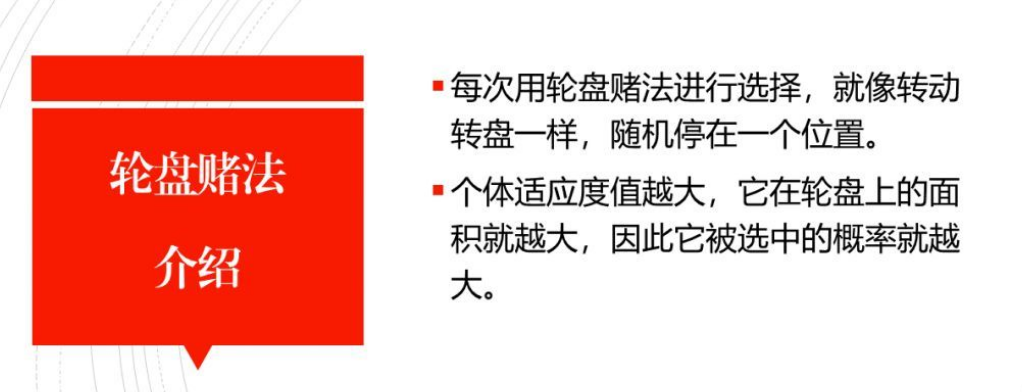 轮盘赌法
介绍
▪每次用轮盘赌法进行选择，就像转动
转盘一样，随机停在一个位置。
▪个体适应度值越大，它在轮盘上的面
积就越大，因此它被选中的概率就越
大。